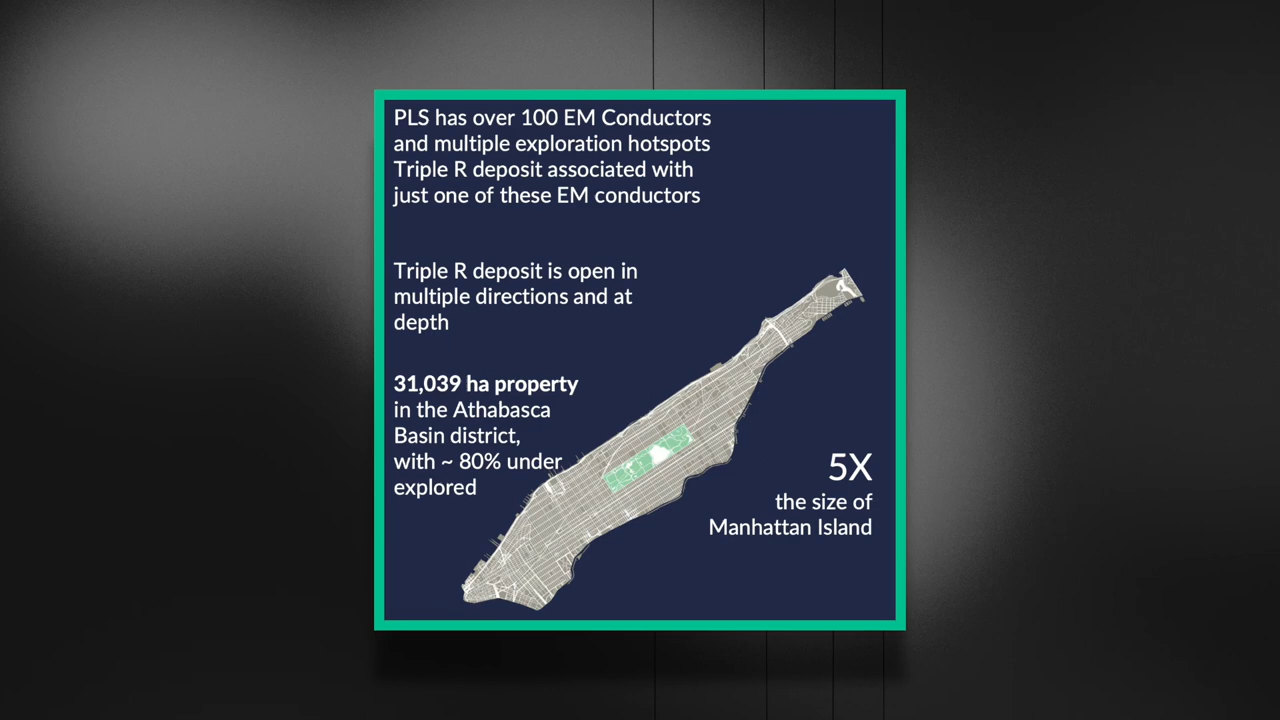 PLS has over 100 EM Conductors
and multiple exploration hotspots
Triple R deposit associated with
just one of these EM conductors
Triple R deposit is open in
multiple directions and at
depth
31,039 ha property
in the Athabasca
Basin district,
with ~ 80% under
explored
5X
the size of
Manhattan Island